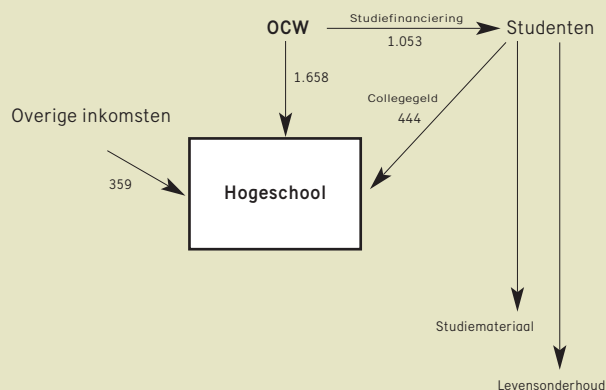 Studiefinanciering
OCW
Studenten
1.053
1.658
Collegegeld
444
Overige inkomsten
359
Hogeschool
Studiemateriaal
Levensonderhoud